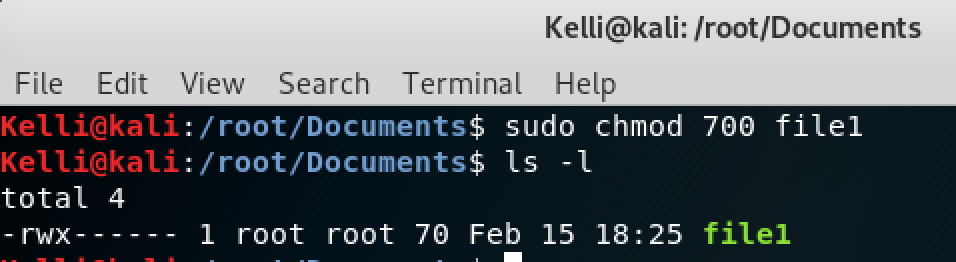 Kelli@kali: /root/Documents
File Edit View Search Terminal Help
Kelli@kali:/root/Documents$ sudo chmod 700 file1
Kelli@kali:/root/Documents$ ls -l
total 4
-rwx------ 1 root root 70 Feb 15 18:25 file1